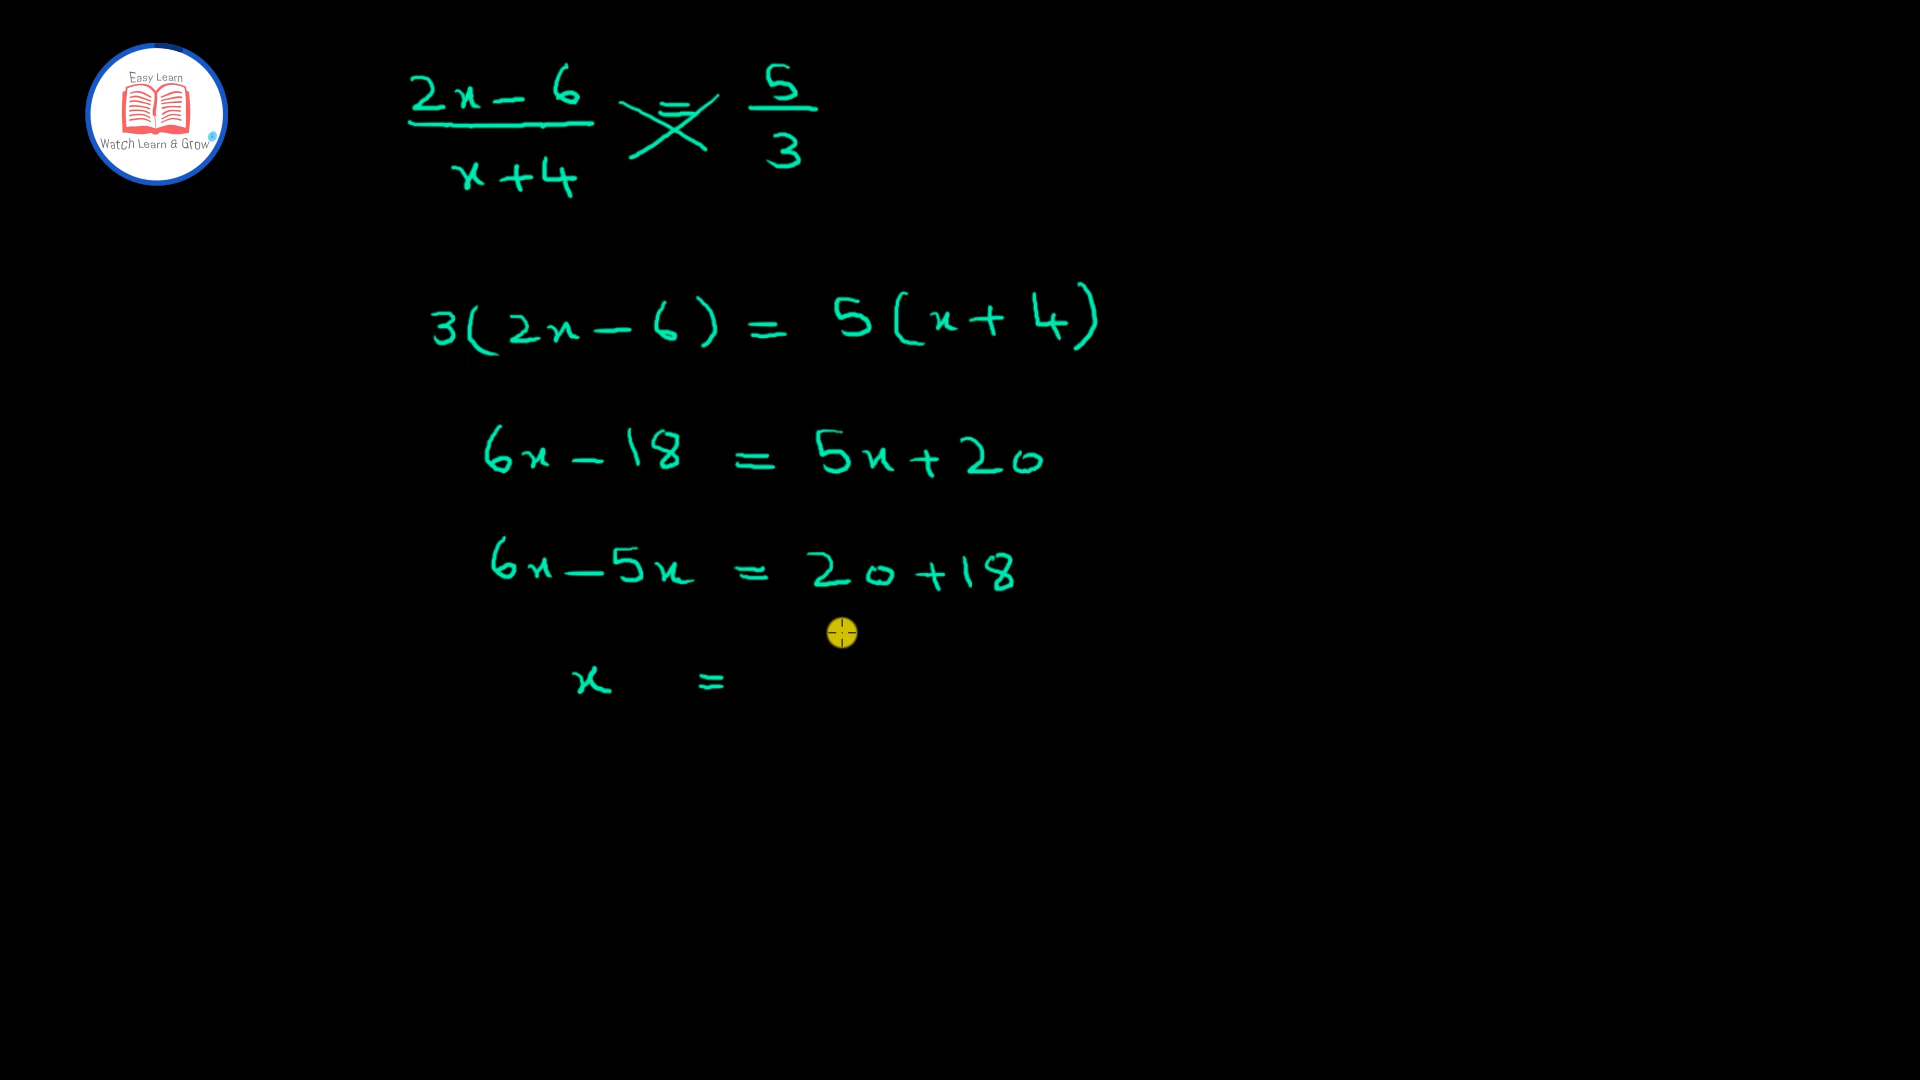 Easy Learn
Watch Learn & Grow
2x - 6 / x + 4 = 5 / 3
3(2x - 6) = 5(x + 4)
6x - 18 = 5x + 20
6x - 5x = 20 + 18
x =